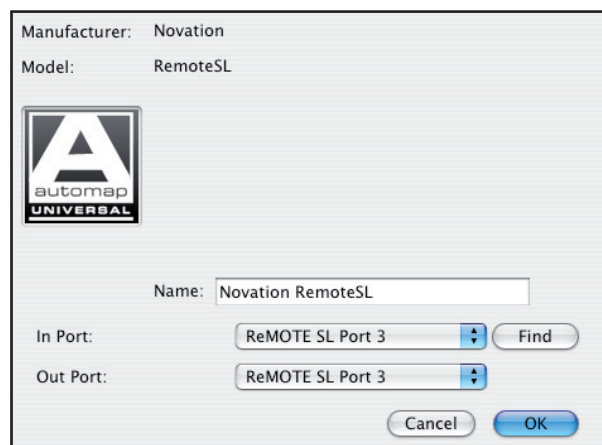 Manufacturer: Novation
Model: RemoteSL
A
automap
UNIVERSAL
Name: Novation RemoteSL
In Port: ReMOTE SL Port 3 Find
Out Port: ReMOTE SL Port 3
Cancel OK